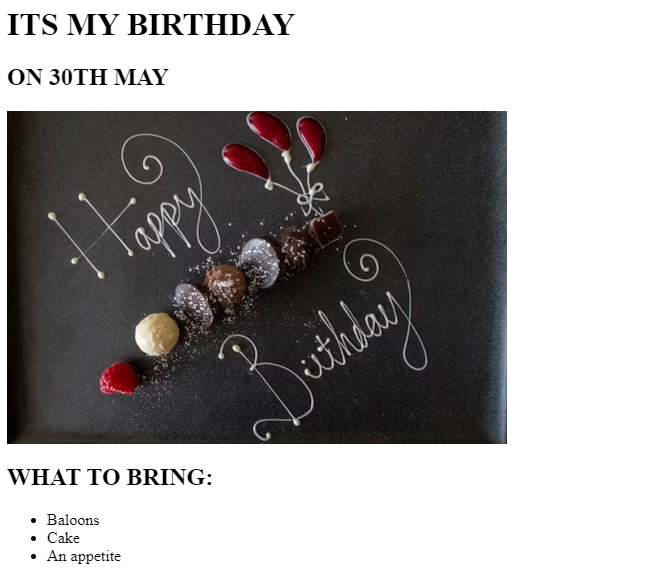 ITS MY BIRTHDAY
ON 30TH MAY
Happy
Birthday
WHAT TO BRING:
Baloons
Cake
An appetite